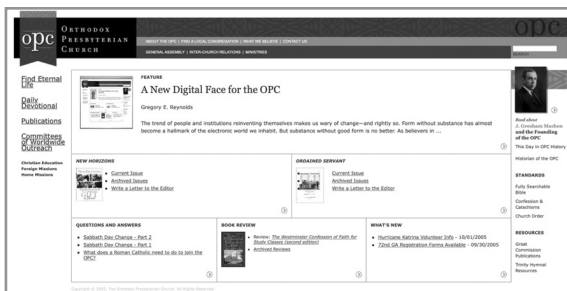 opc
ORTHODOX
PRESBYTERIAN
CHURCH
opc
ABOUT THE OPC | FIND A LOCAL CONGREGATION | WHAT WE BELIEVE | CONTACT US
GENERAL ASSEMBLY | INTER-CHURCH RELATIONS | MINISTRIES
SEARCH
Find Eternal
Life
Daily
Devotional
Publications
Committees
of Worldwide
Outreach
Christian Education
Foreign Missions
Home Missions
FEATURE
A New Digital Face for the OPC
Gregory E. Reynolds
The trend of people and institutions reinventing themselves makes us wary of change—and rightly so. Form without substance has almost
become a hallmark of the electronic world we inhabit. But substance without good form is no better. As believers in ...
NEW HORIZONS
Current Issue
Archived Issues
Write a Letter to the Editor
ORDAINED SERVANT
Current Issue
Archived Issues
Write a Letter to the Editor
QUESTIONS AND ANSWERS
Sabbath Day Change - Part 2
Sabbath Day Change - Part 1
What does a Roman Catholic need to do to join the
OPC?
BOOK REVIEW
Review: The Westminster Confession of Faith for
Study Classes (second edition)
Archived Reviews
WHAT'S NEW
Hurricane Katrina Volunteer Info - 10/01/2005
72nd GA Registration Forms Available - 09/30/2005
Read about
J. Gresham Machen
and the Founding
of the OPC
This Day in OPC History
Historian of the OPC
STANDARDS
Fully Searchable
Bible
Confession &
Catechisms
Church Order
RESOURCES
Great
Commission
Publications
Trinity Hymnal
Resources
Copyright © 2005, The Orthodox Presbyterian Church. All Rights Reserved.